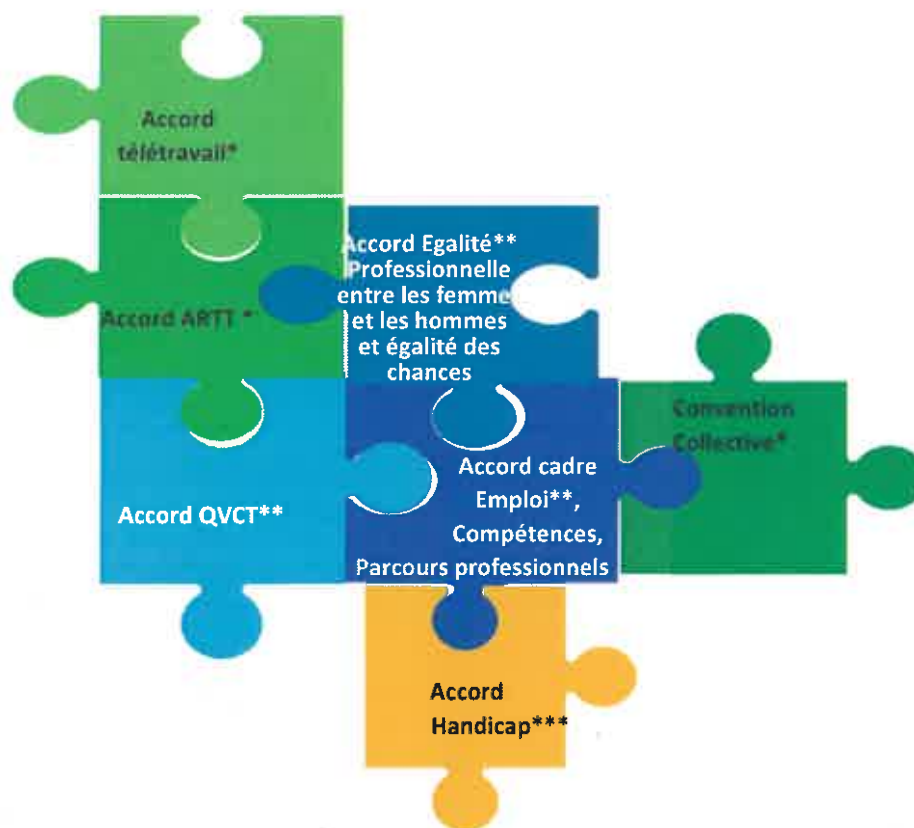 Accord
télétravail*
Accord Egalité**
Professionnelle
entre les femme
et les hommes
et égalité des
chances
Accord ARTT *
Convention
Collective*
Accord QVCT**
Accord cadre
Emploi**,
Compétences,
Parcours professionnels
Accord
Handicap***